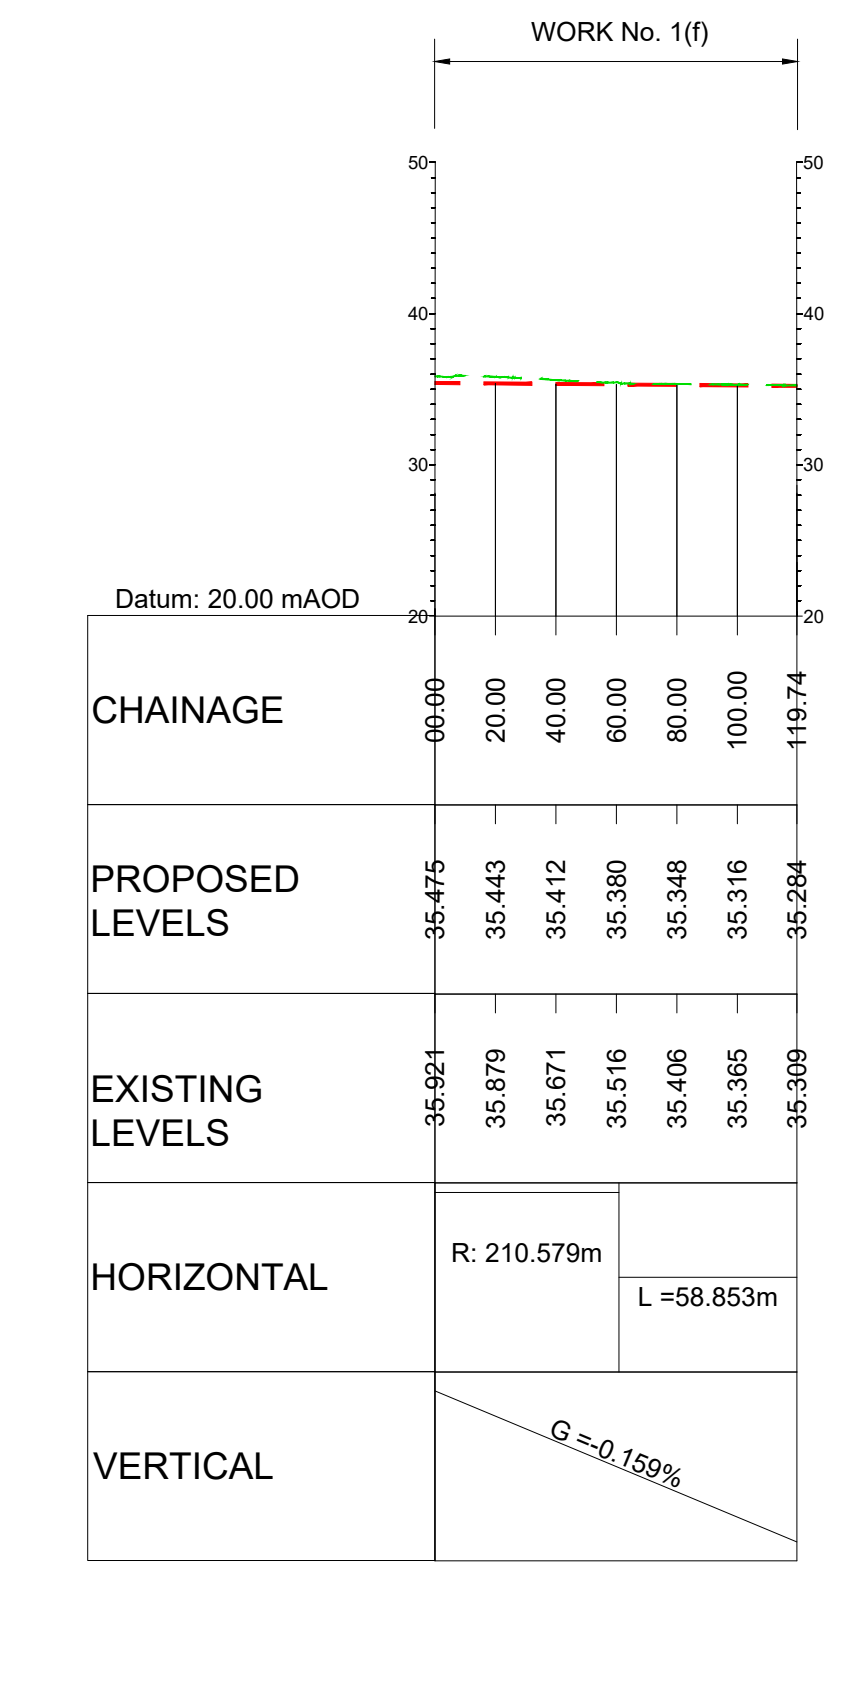 WORK No. 1(f)
50 50
40 40
30 30
Datum: 20.00 mAOD
20 20
CHAINAGE
00.00 20.00 40.00 60.00 80.00 100.00 119.74
PROPOSED
LEVELS
35.475 35.443 35.412 35.380 35.348 35.316 35.284
EXISTING
LEVELS
35.921 35.879 35.671 35.516 35.406 35.365 35.309
HORIZONTAL
R: 210.579m
L =58.853m
VERTICAL
G =-0.159%